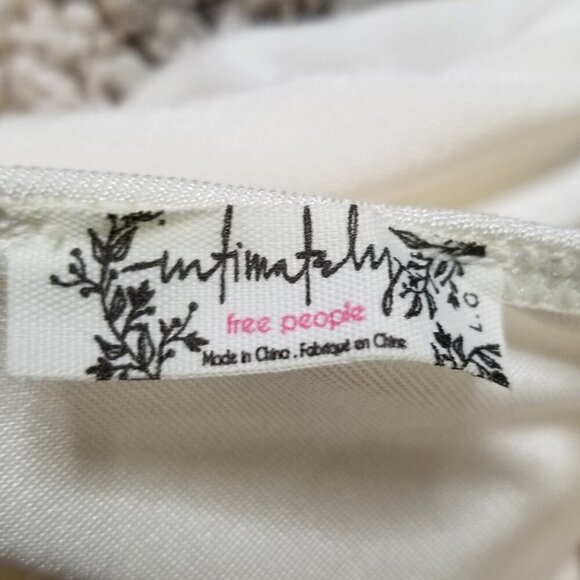 intimately
free people
Made in China . Fabriqué en Chine
L.O